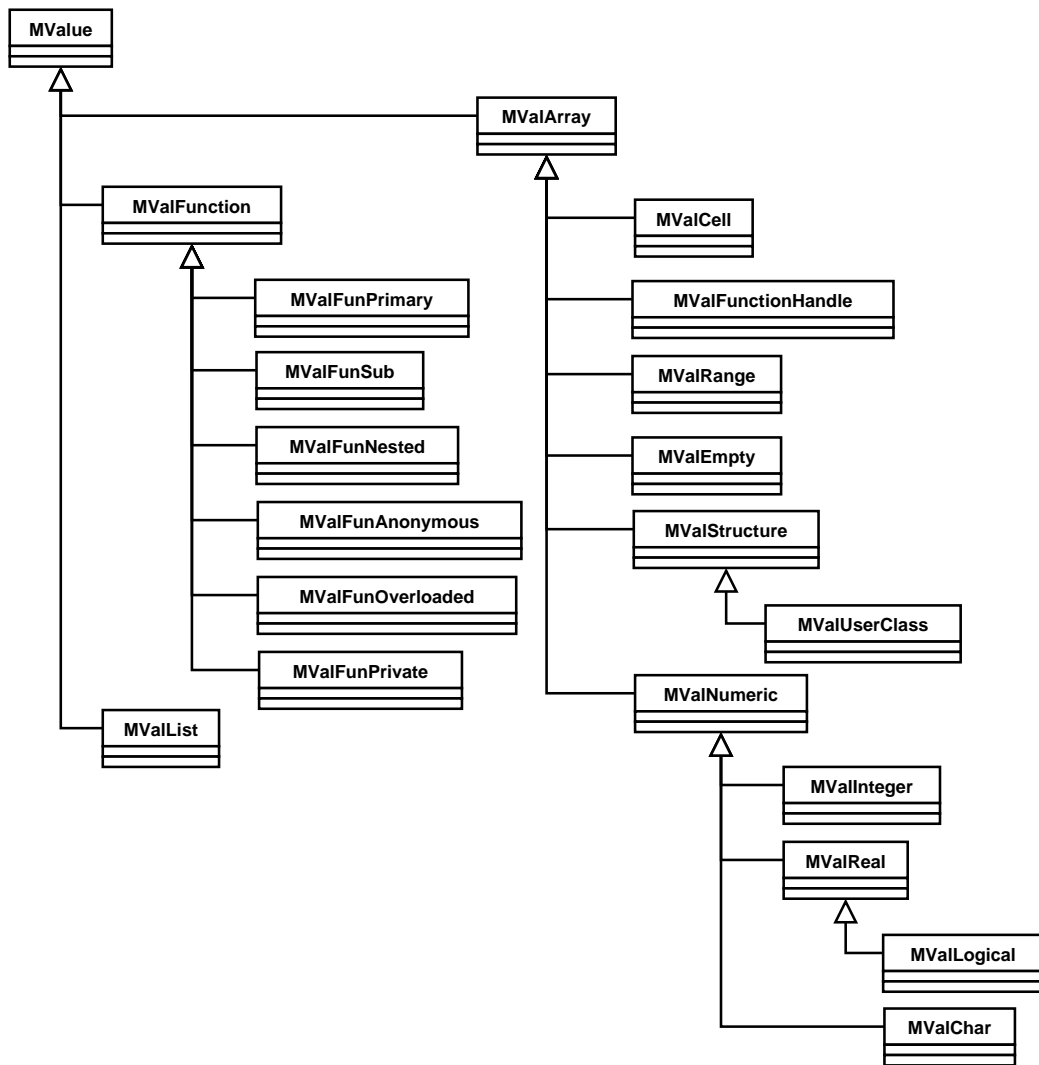 MValue
MValArray
MValFunction
MValCell
MValFunPrimary
MValFunctionHandle
MValFunSub
MValRange
MValFunNested
MValEmpty
MValFunAnonymous
MValStructure
MValFunOverloaded
MValUserClass
MValFunPrivate
MValNumeric
MValList
MValInteger
MValReal
MValLogical
MValChar